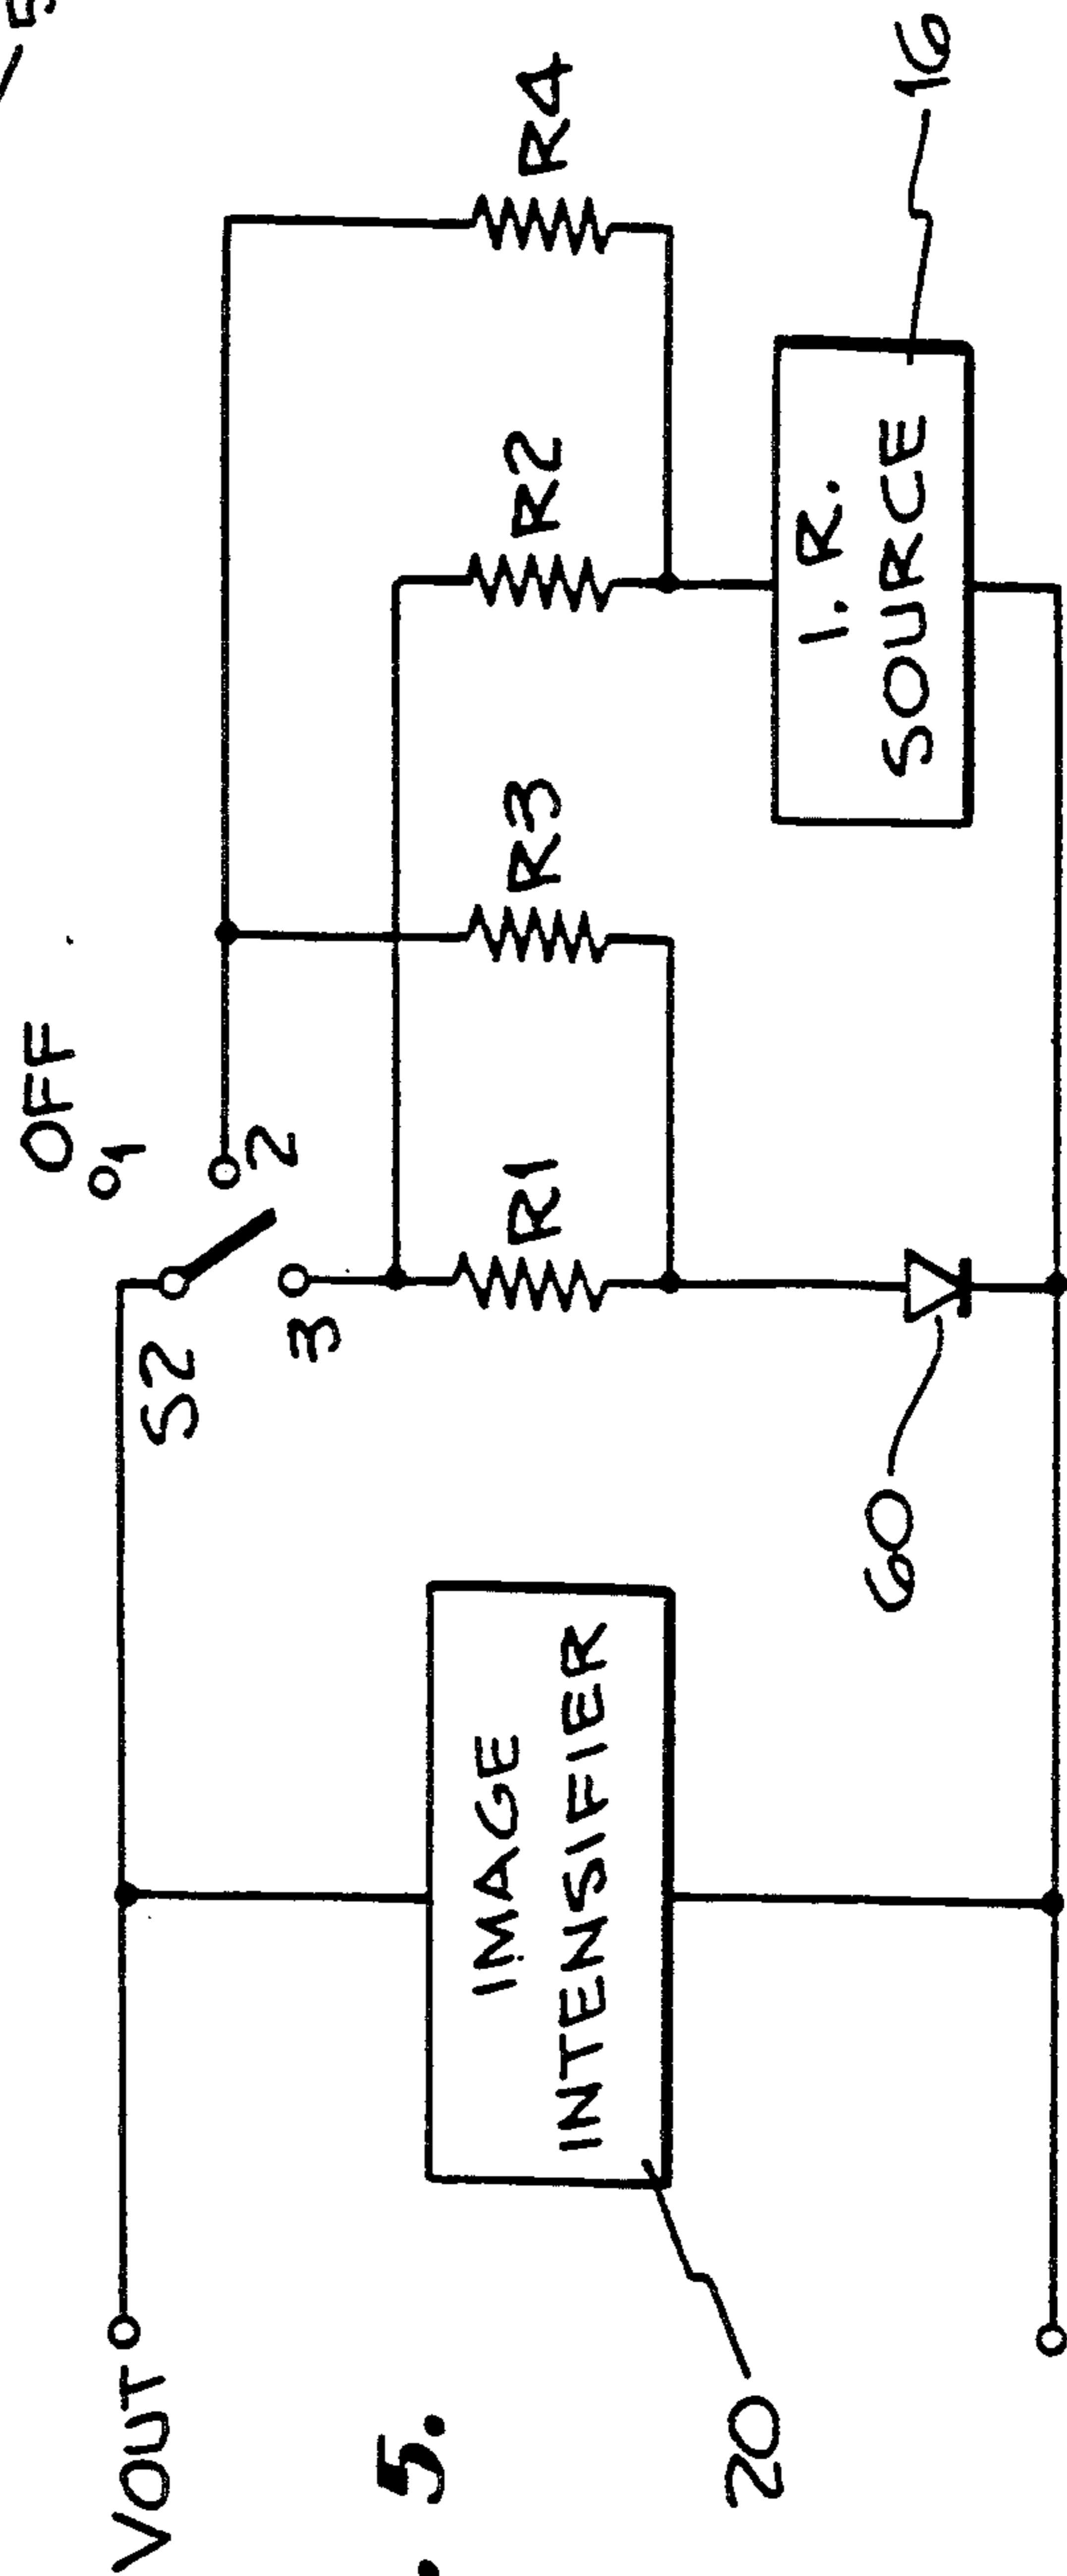 OFF
1
S2
2
3
VOUT
R1
R3
R2
R4
IMAGE
INTENSIFIER
I. R.
SOURCE
60
20
16
5.